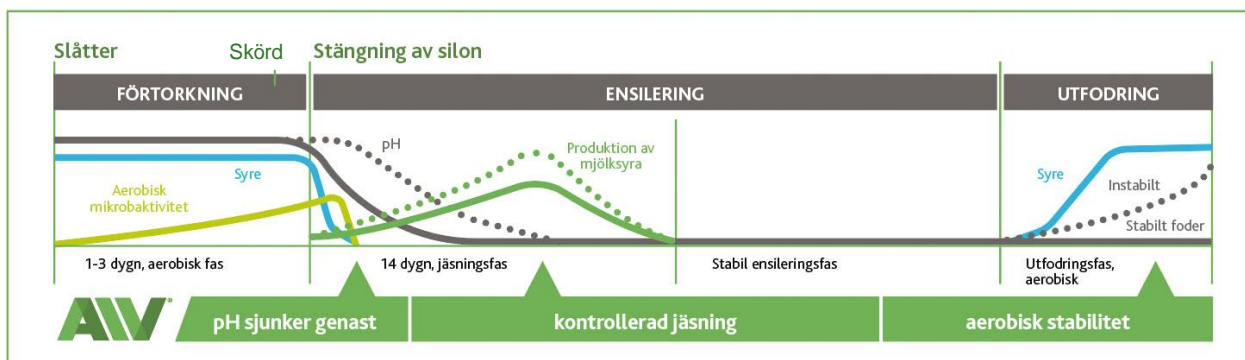 Slåtter
Skörd
Stängning av silon
FÖRTORKNING
ENSILERING
UTFODRING
pH
Produktion av
mjölksyra
Syre
Aerobisk
mikrobaktivitet
Syre
Instabilt
Stabilt foder
1-3 dygn, aerobisk fas
14 dygn, jäsningsfas
Stabil ensileringsfas
Utfodringsfas,
aerobisk
AIV®
pH sjunker genast
kontrollerad jäsning
aerobisk stabilitet